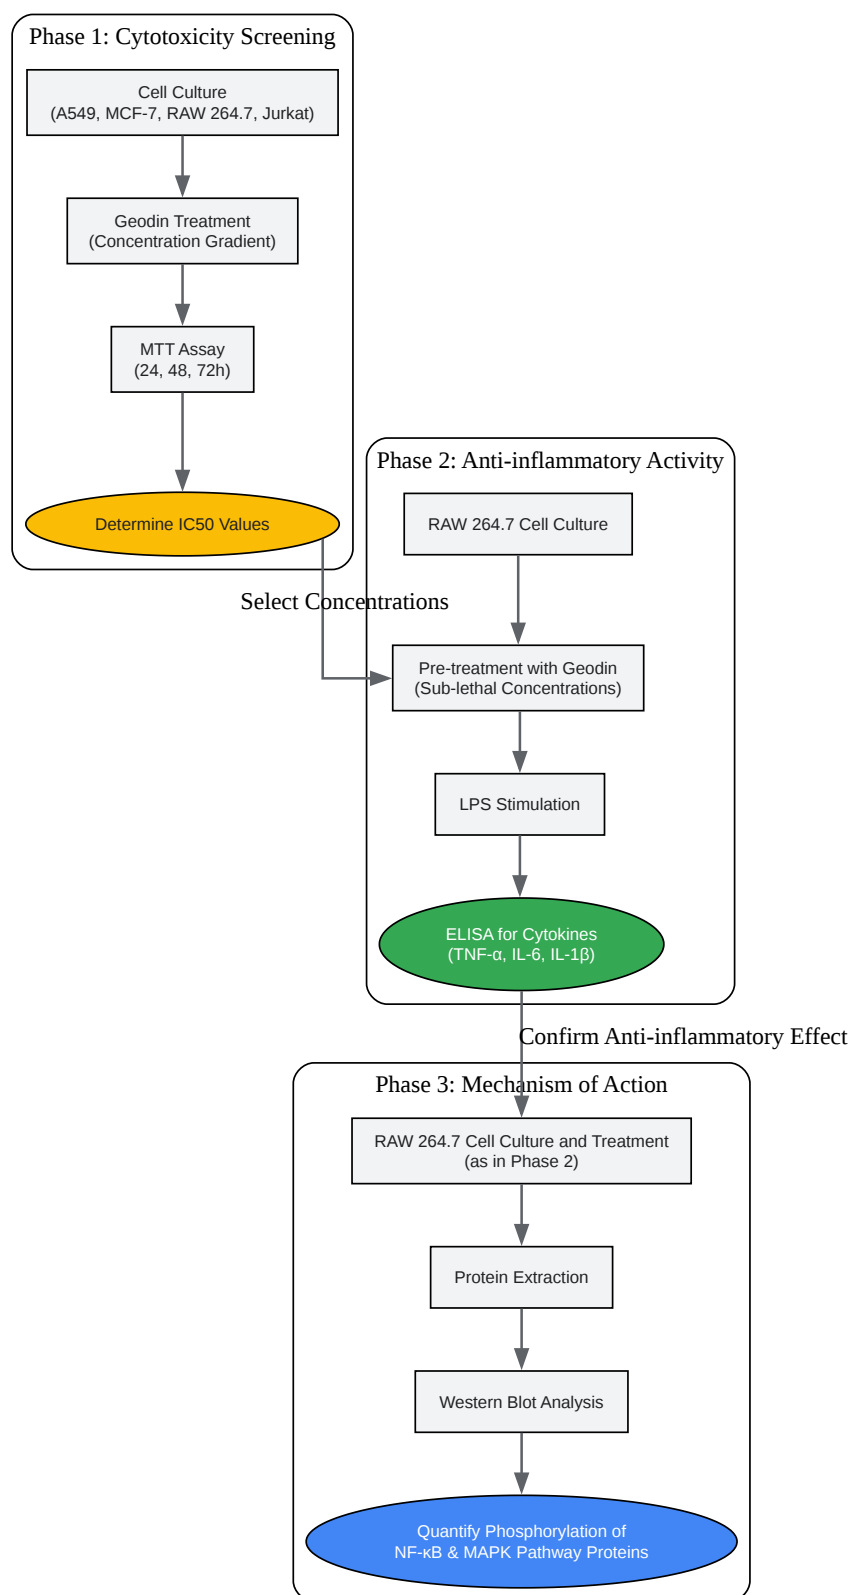 Phase 1: Cytotoxicity Screening
Cell Culture
(A549, MCF-7, RAW 264.7, Jurkat)
Geodin Treatment
(Concentration Gradient)
MTT Assay
(24, 48, 72h)
Determine IC50 Values
Select Concentrations
Phase 2: Anti-inflammatory Activity
RAW 264.7 Cell Culture
Pre-treatment with Geodin
(Sub-lethal Concentrations)
LPS Stimulation
ELISA for Cytokines
(TNF-α, IL-6, IL-1β)
Confirm Anti-inflammatory Effect
Phase 3: Mechanism of Action
RAW 264.7 Cell Culture and Treatment
(as in Phase 2)
Protein Extraction
Western Blot Analysis
Quantify Phosphorylation of
NF-κB & MAPK Pathway Proteins